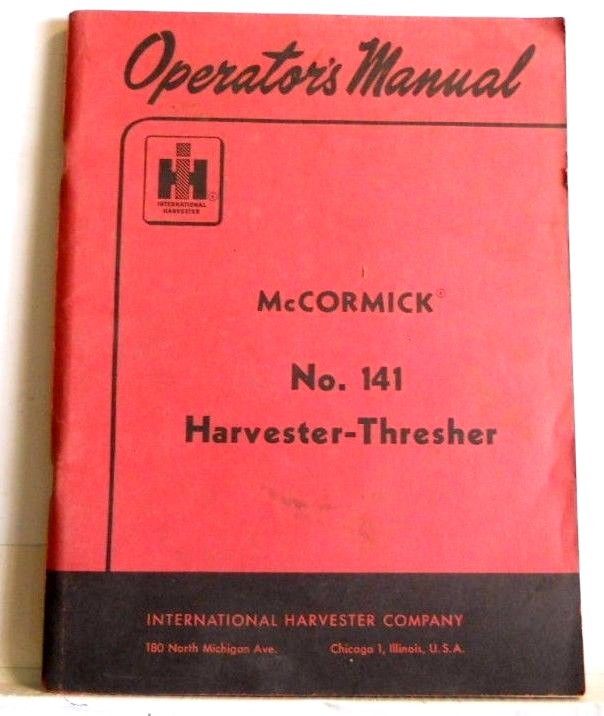 Operator's Manual
IH
INTERNATIONAL
HARVESTER
®
McCORMICK®
No. 141
Harvester-Thresher
INTERNATIONAL HARVESTER COMPANY
180 North Michigan Ave. Chicago 1, Illinois, U.S.A.